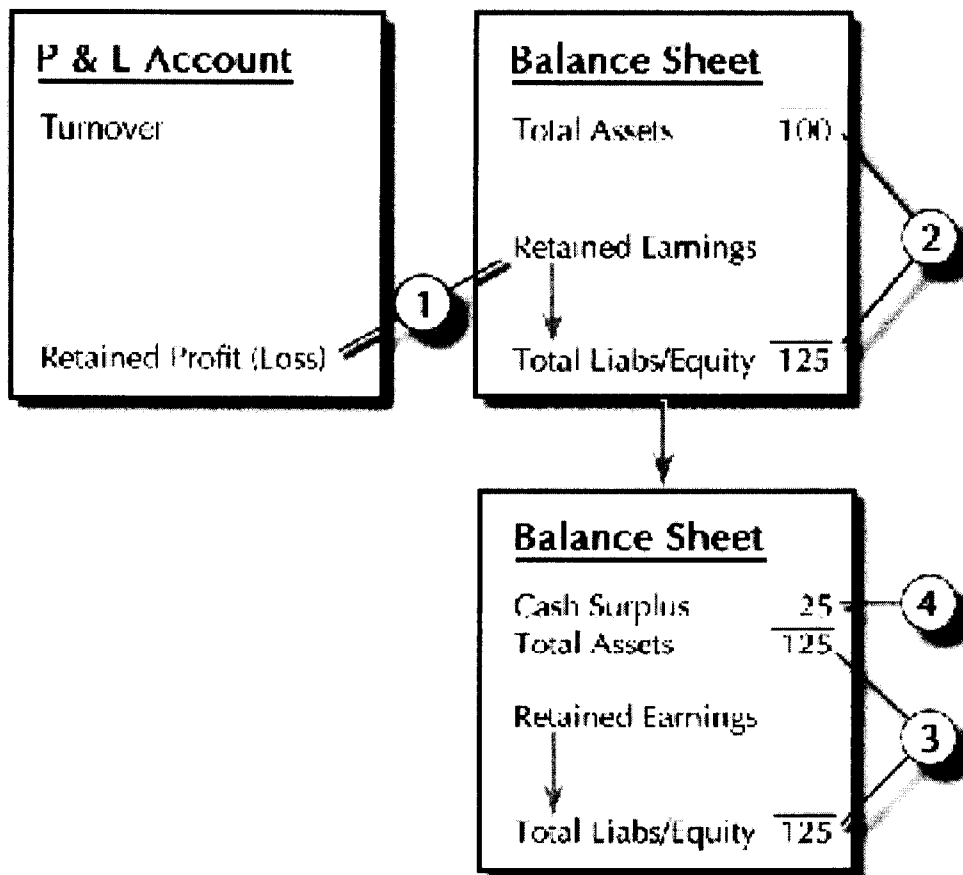 P & L Account
Turnover
Retained Profit (Loss)
1
Balance Sheet
Total Assets 100
Retained Earnings
Total Liabs/Equity 125
2
Balance Sheet
Cash Surplus 25
Total Assets 125
Retained Earnings
Total Liabs/Equity 125
4
3